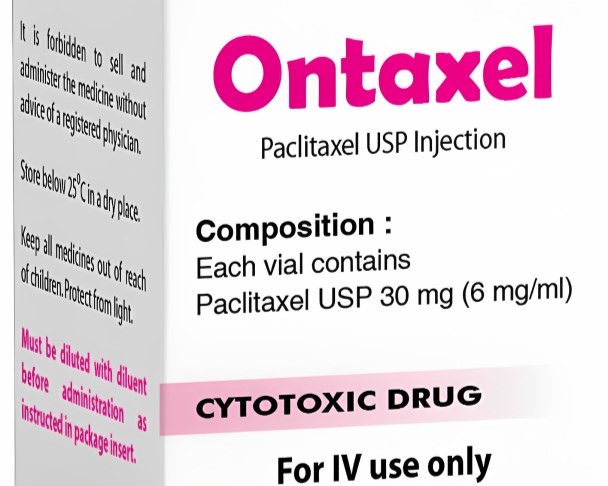 It is forbidden to sell and
administer the medicine without
advice of a registered physician.
Store below 25⁰C in a dry place.
Keep all medicines out of reach
of children. Protect from light.
Must be diluted with diluent
before administration as
instructed in package insert.
Ontaxel
Paclitaxel USP Injection
Composition :
Each vial contains
Paclitaxel USP 30 mg (6 mg/ml)
CYTOTOXIC DRUG
For IV use only